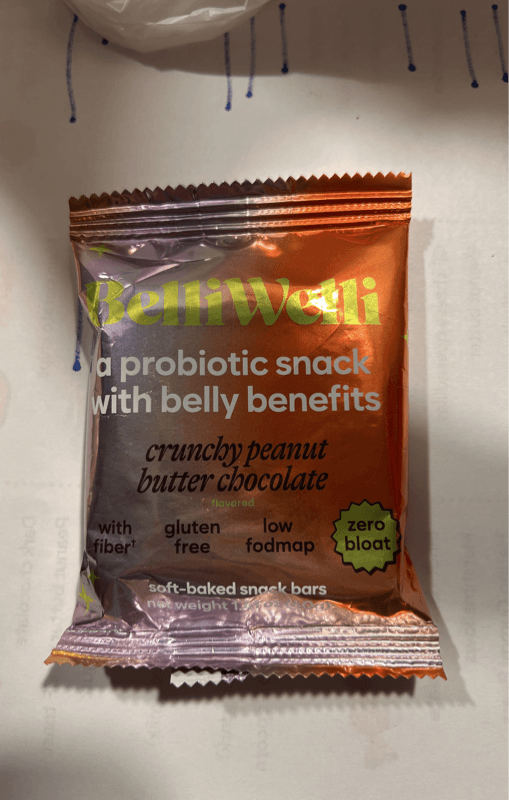 BelliWelli
a probiotic snack
with belly benefits
crunchy peanut
butter chocolate
flavored
with
fiber†
gluten
free
low
fodmap
zero
bloat
soft-baked snack bars
net weight